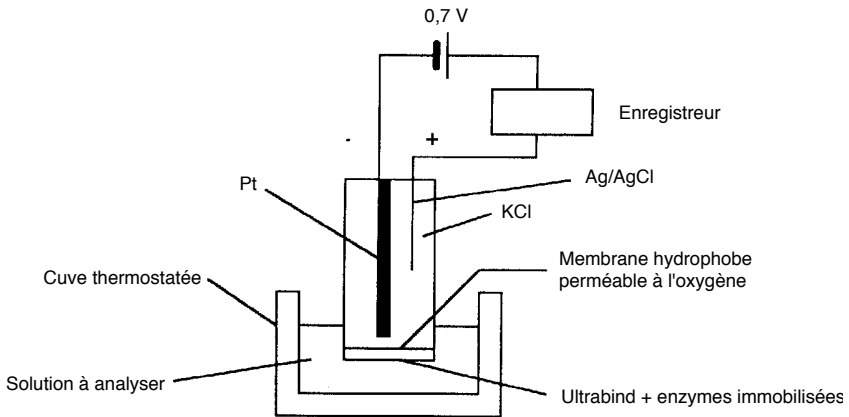 0,7 V
Enregistreur
- +
Pt
Ag/AgCl
KCl
Membrane hydrophobe
perméable à l'oxygène
Cuve thermostatée
Solution à analyser
Ultrabind + enzymes immobilisées